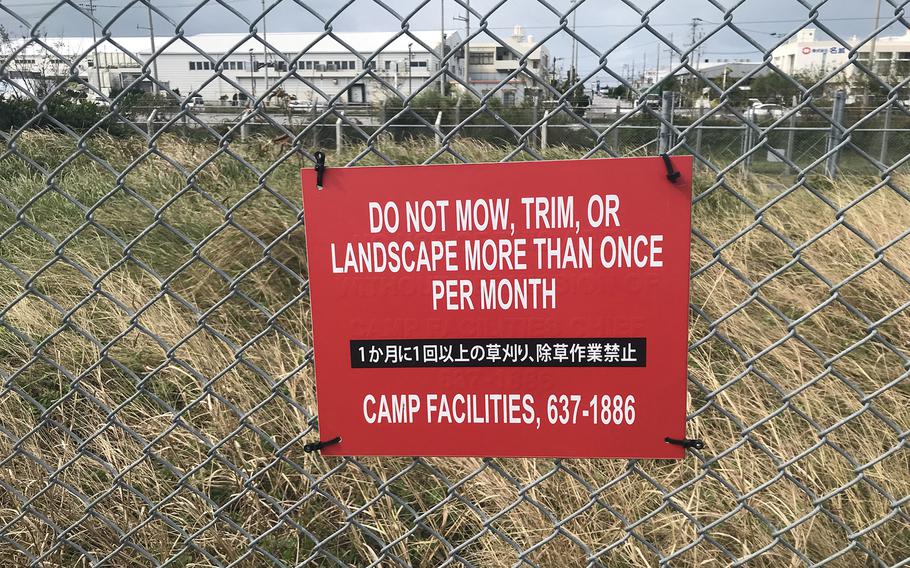 DO NOT MOW, TRIM, OR
LANDSCAPE MORE THAN ONCE
PER MONTH
1か月に1回以上の草刈り、除草作業禁止
CAMP FACILITIES, 637-1886